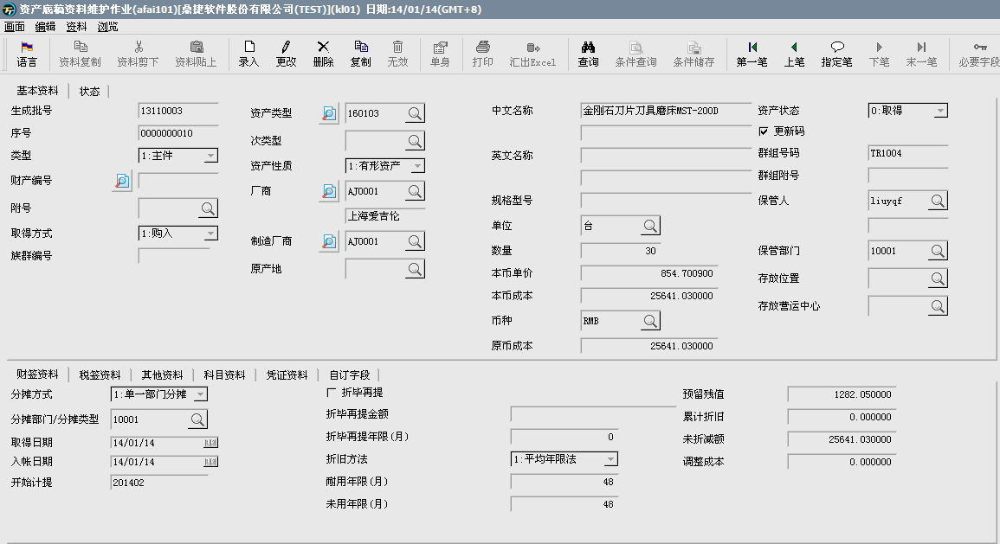 资产底稿资料维护作业(afai101)[鼎捷软件股份有限公司(TEST)](kl01) 日期:14/01/14(GMT+8)
画面 编辑 资料 浏览
语言 资料复制 资料剪下 资料贴上 录入 更改 删除 复制 无效 单身 打印 汇出Excel 查询 条件查询 条件储存 第一笔 上笔 指定笔 下笔 末一笔 必要字段
基本资料 状态
生成批号 13110003
序号 0000000010
类型 1:主件
财产编号
附号
取得方式 1:购入
族群编号
资产类型 160103
次类型
资产性质 1:有形资产
厂商 AJ0001
上海爱吉伦
制造厂商 AJ0001
原产地
中文名称 金刚石刀片刀具磨床MST-200D
英文名称
规格型号
单位 台
数量 30
本币单价 854.700900
本币成本 25641.030000
币种 RMB
原币成本 25641.030000
资产状态 0:取得
更新码
群组号码 TR1004
群组附号
保管人 liuyqf
保管部门 10001
存放位置
存放营运中心
财签资料 税签资料 其他资料 科目资料 凭证资料 自订字段
分摊方式 1:单一部门分摊
分摊部门/分摊类型 10001
取得日期 14/01/14
入帐日期 14/01/14
开始计提 201402
折毕再提
折毕再提金额
折毕再提年限(月) 0
折旧方法 1:平均年限法
耐用年限(月) 48
未用年限(月) 48
预留残值 1282.050000
累计折旧 0.000000
未折减额 25641.030000
调整成本 0.000000